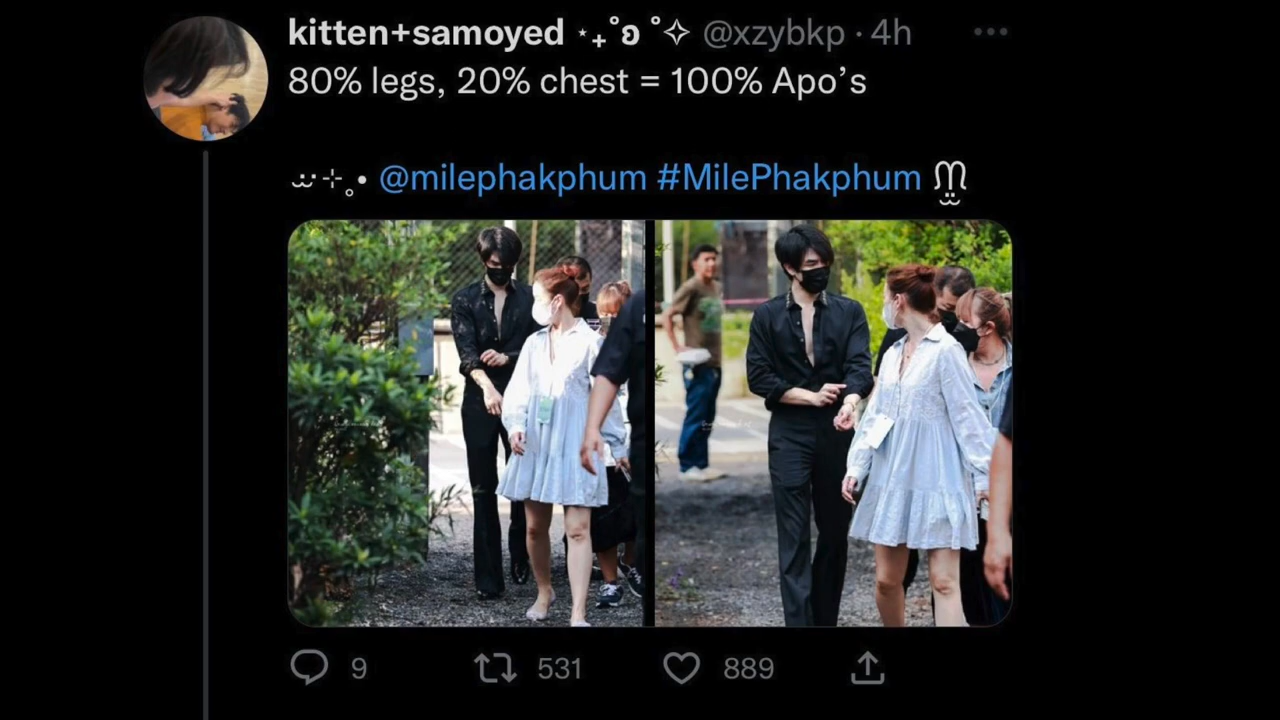 kitten+samoyed ⋆₊˚ʚ ˚✧ @xzybkp · 4h
80% legs, 20% chest = 100% Apo’s
@milephakphum #MilePhakphum
9 531 889